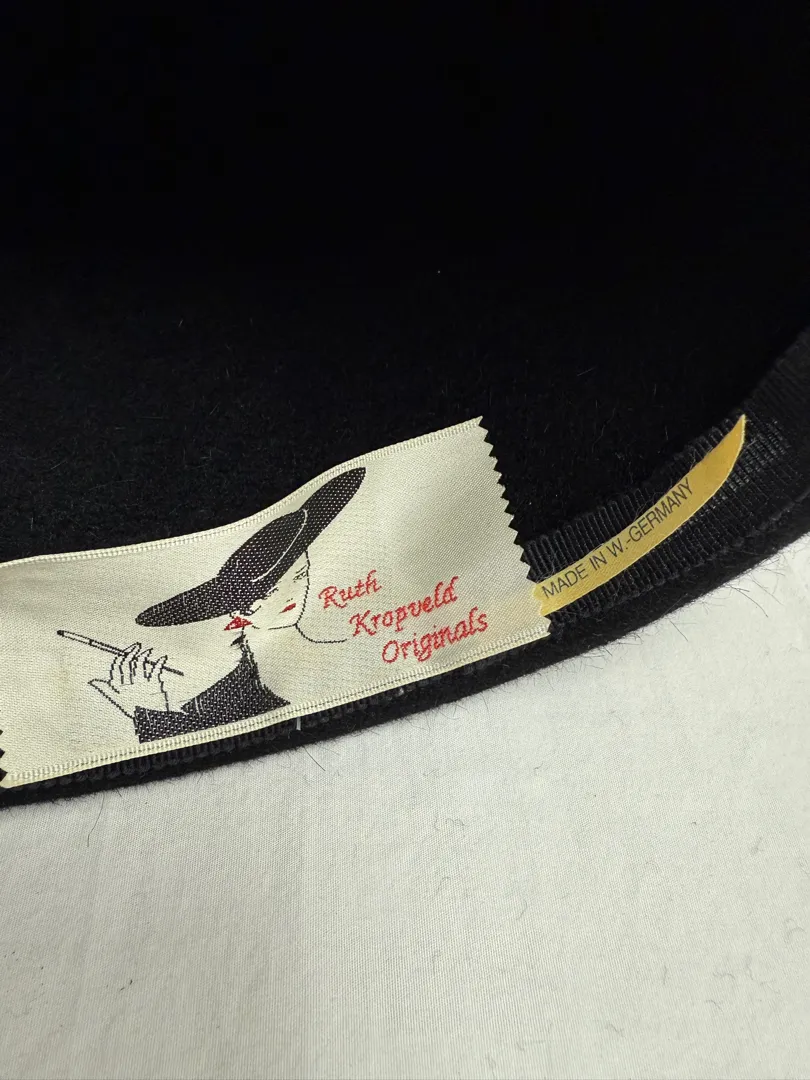 Ruth
Kropveld
Originals
MADE IN W.-GERMANY